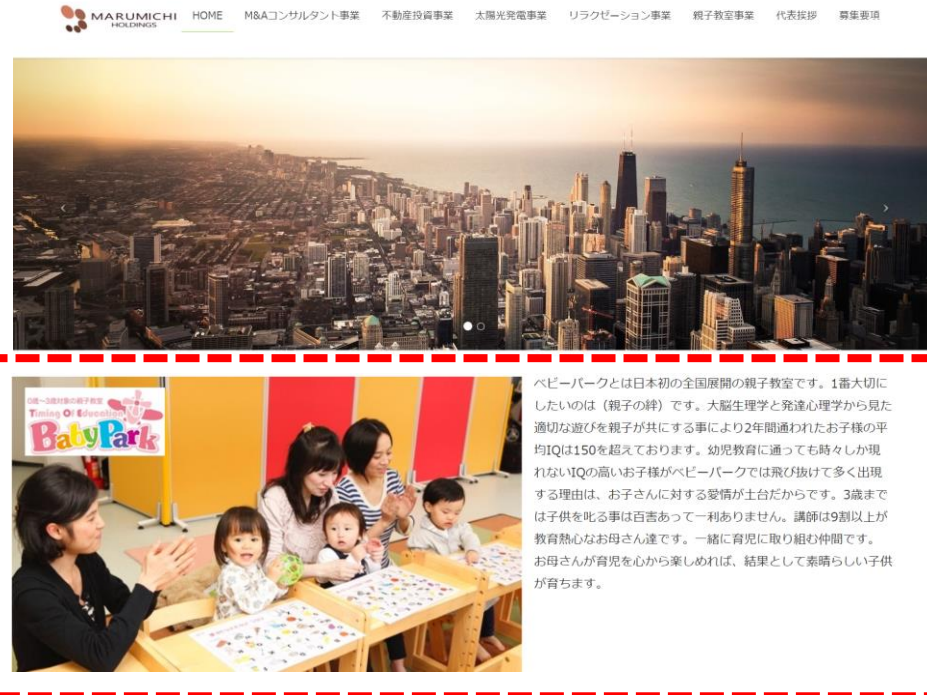 MARUMICHI
HOLDINGS
HOME M&Aコンサルタント事業 不動産投資事業 太陽光発電事業 リラクゼーション事業 親子教室事業 代表挨拶 募集要項
0歳~3歳対象の親子教室
Timing Of Education
BabyPark
ベビーパークとは日本初の全国展開の親子教室です。1番大切に
したいのは（親子の絆）です。大脳生理学と発達心理学から見た
適切な遊びを親子が共にする事により2年間通われたお子様の平
均IQは150を超えております。幼児教育に通っても時々しか現
れないIQの高いお子様がベビーパークでは飛び抜けて多く出現
する理由は、お子さんに対する愛情が土台だからです。3歳まで
は子供を叱る事は百害あって一利ありません。講師は9割以上が
教育熱心なお母さん達です。一緒に育児に取り組む仲間です。
お母さんが育児を心から楽しめれば、結果として素晴らしい子供
が育ちます。